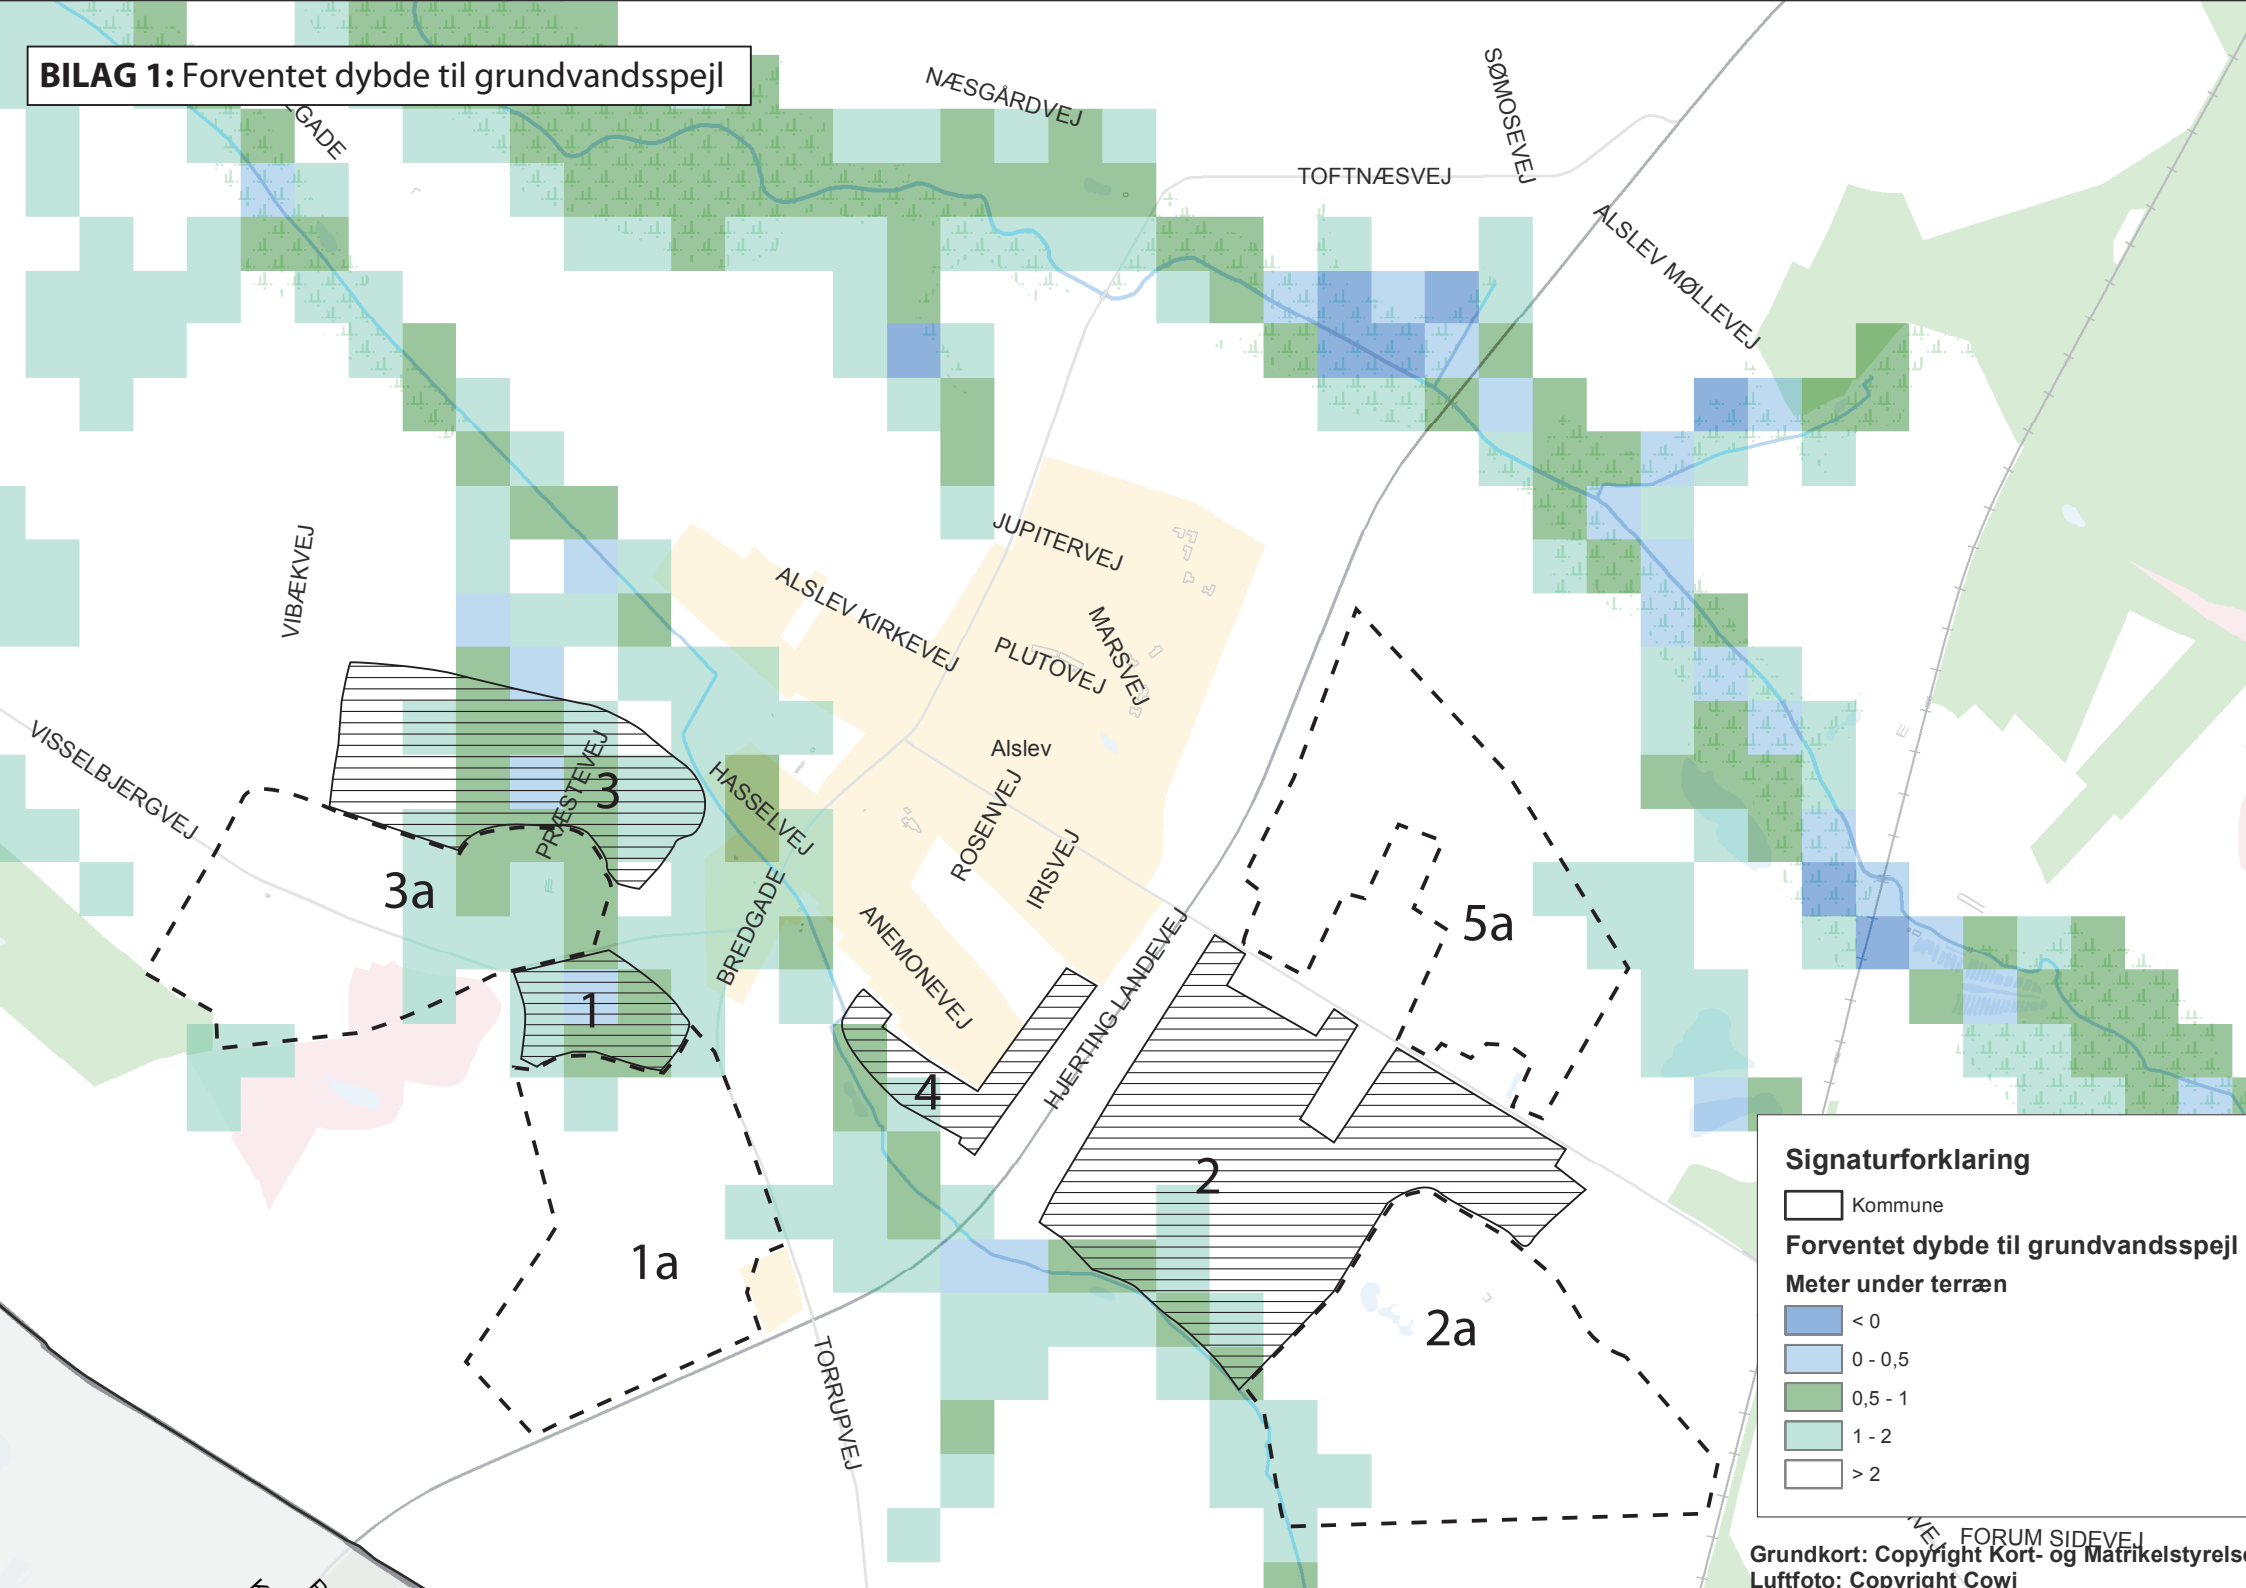 BILAG 1: Forventet dybde til grundvandsspejl
GADE
NÆSGÅRDVEJ
SØMOSEVEJ
TOFTNÆSVEJ
ALSLEV MØLLEVEJ
JUPITERVEJ
VIBÆKVEJ
ALSLEV KIRKEVEJ
MARSVEJ
PLUTOVEJ
VISSELBJERGVEJ
Alslev
PRÆSTEVEJ
3
HASSELVEJ
ROSENVEJ
IRISVEJ
3a
BREDGADE
ANEMONEVEJ
5a
HJERTING LANDEVEJ
1
4
2
1a
2a
TORRUPVEJ
Signaturforklaring
Kommune
Forventet dybde til grundvandsspejl
Meter under terræn
< 0
0 - 0,5
0,5 - 1
1 - 2
> 2
FORUM SIDEVEJ
Grundkort: Copyright Kort- og Matrikelstyrelse
Luftfoto: Copyright Cowi